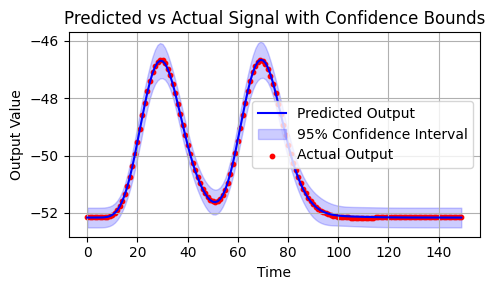 Predicted vs Actual Signal with Confidence Bounds
−46
−48
−50
−52
Output Value
Predicted Output
95% Confidence Interval
Actual Output
0 20 40 60 80 100 120 140
Time